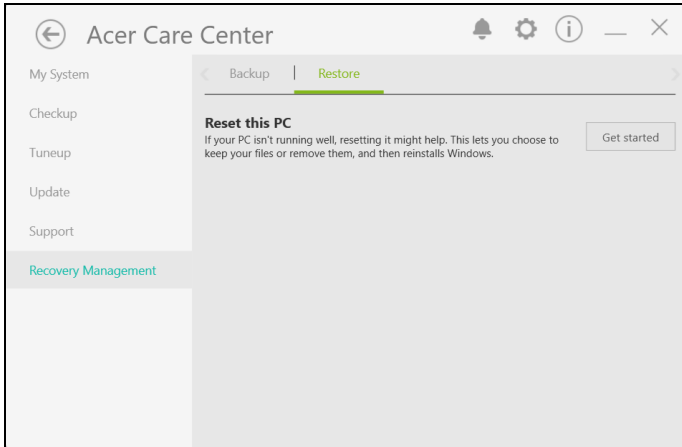 Acer Care Center
My System
Checkup
Tuneup
Update
Support
Recovery Management
Backup
Restore
Reset this PC
If your PC isn't running well, resetting it might help. This lets you choose to
keep your files or remove them, and then reinstalls Windows.
Get started